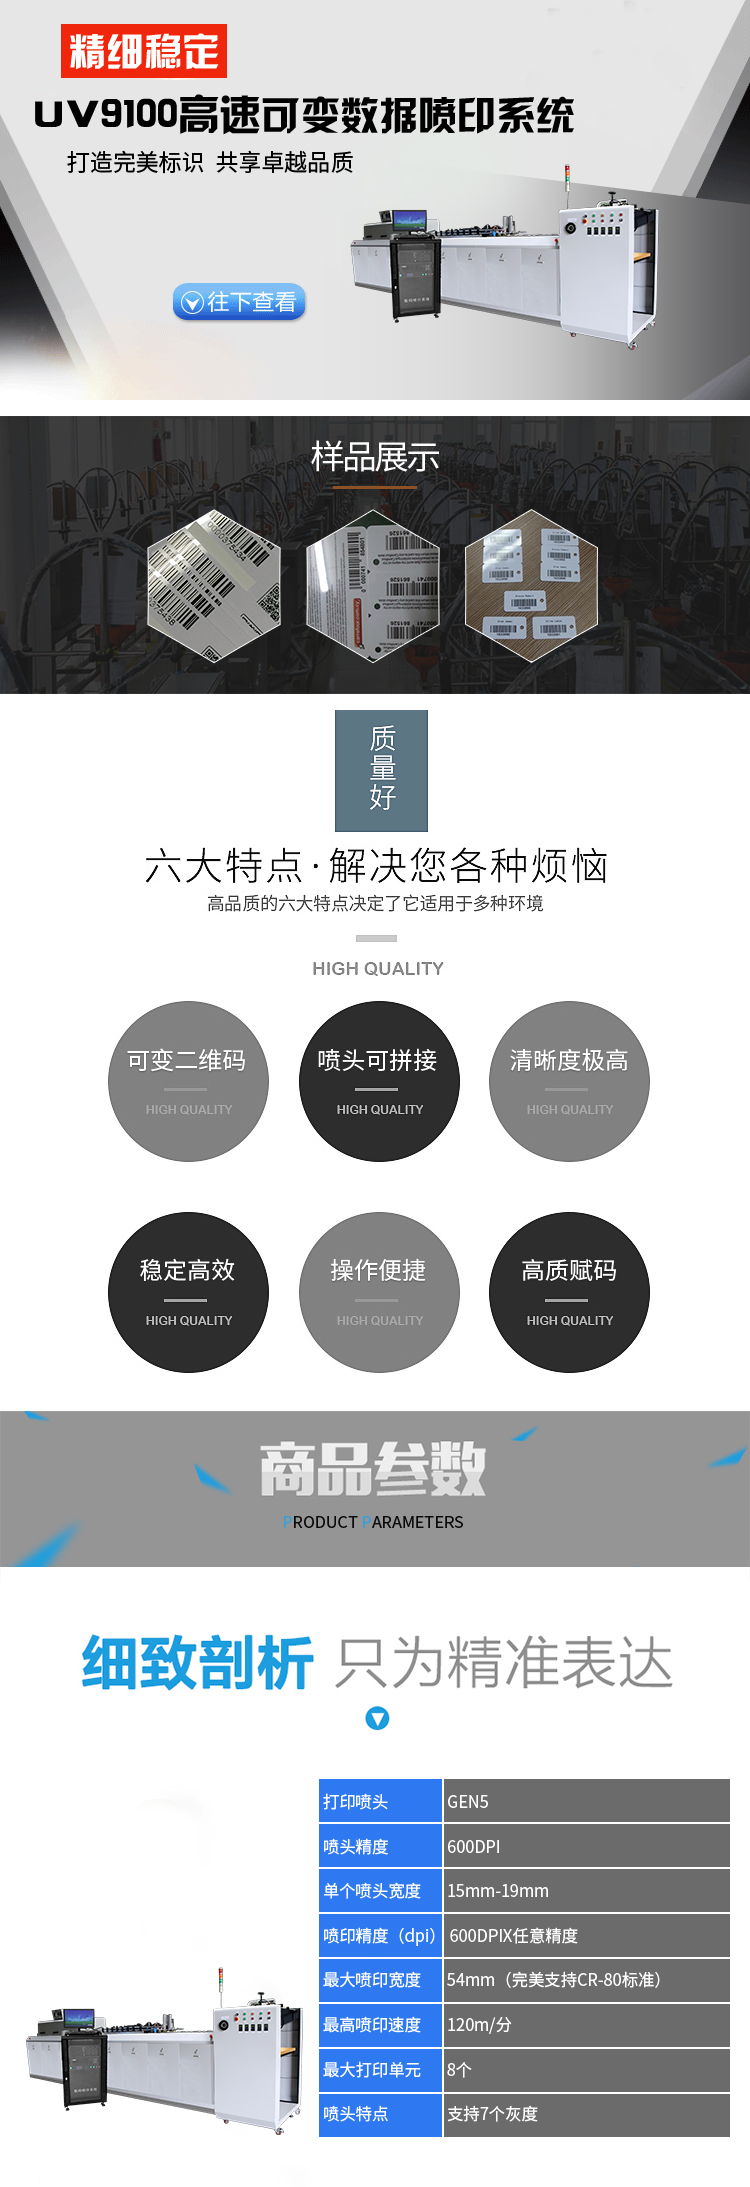 精细稳定
UV9100高速可变数据喷印系统
打造完美标识 共享卓越品质
往下查看
样品展示
质量好
六大特点·解决您各种烦恼
高品质的六大特点决定了它适用于多种环境
HIGH QUALITY
可变二维码 喷头可拼接 清晰度极高
HIGH QUALITY HIGH QUALITY HIGH QUALITY
稳定高效 操作便捷 高质赋码
HIGH QUALITY HIGH QUALITY HIGH QUALITY
商品参数
PRODUCT PARAMETERS
细致剖析 只为精准表达
打印喷头 GEN5
喷头精度 600DPI
单个喷头宽度 15mm-19mm
喷印精度（dpi） 600DPIX任意精度
最大喷印宽度 54mm（完美支持CR-80标准）
最高喷印速度 120m/分
最大打印单元 8个
喷头特点 支持7个灰度